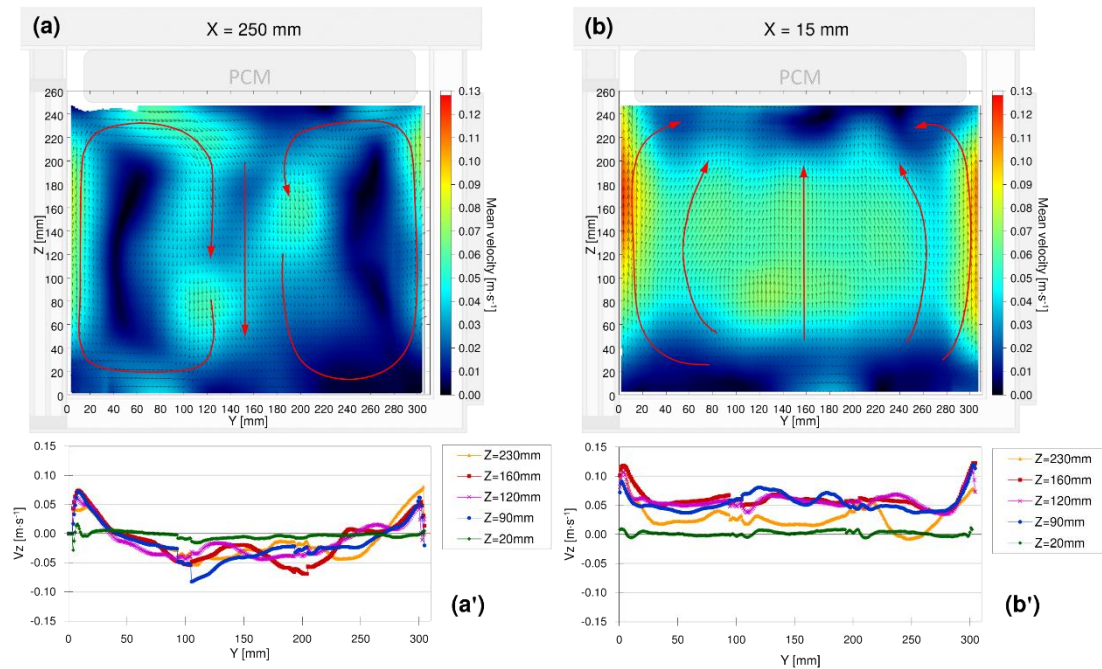 (a)
X = 250 mm
PCM
260
240
220
200
180
160
140
120
100
80
60
40
20
0
Z [mm]
0 20 40 60 80 100 120 140 160 180 200 220 240 260 280 300
Y [mm]
0.13
0.12
0.11
0.10
0.09
0.08
0.07
0.06
0.05
0.04
0.03
0.02
0.01
0.00
Mean velocity [m·s⁻¹]
(b)
X = 15 mm
PCM
260
240
220
200
180
160
140
120
100
80
60
40
20
0
Z [mm]
0 20 40 60 80 100 120 140 160 180 200 220 240 260 280 300
Y [mm]
0.13
0.12
0.11
0.10
0.09
0.08
0.07
0.06
0.05
0.04
0.03
0.02
0.01
0.00
Mean velocity [m·s⁻¹]
0.15
0.10
0.05
0.00
-0.05
-0.10
-0.15
Vz [m·s⁻¹]
0 50 100 150 200 250 300
Y [mm]
Z=230mm
Z=160mm
Z=120mm
Z=90mm
Z=20mm
(a')
0.15
0.10
0.05
0.00
-0.05
-0.10
-0.15
Vz [m·s⁻¹]
0 50 100 150 200 250 300
Y [mm]
Z=230mm
Z=160mm
Z=120mm
Z=90mm
Z=20mm
(b')